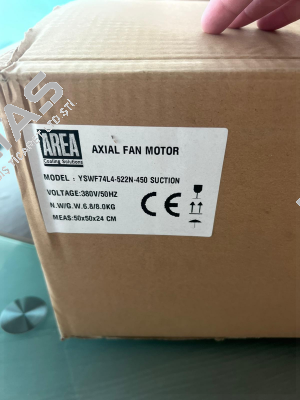 AREA
Cooling Solutions
AXIAL FAN MOTOR
MODEL : YSWF74L4-522N-450 SUCTION
VOLTAGE:380V/50HZ
N.W/G.W.6.8/8.0KG
MEAS:50x50x24 CM
CE